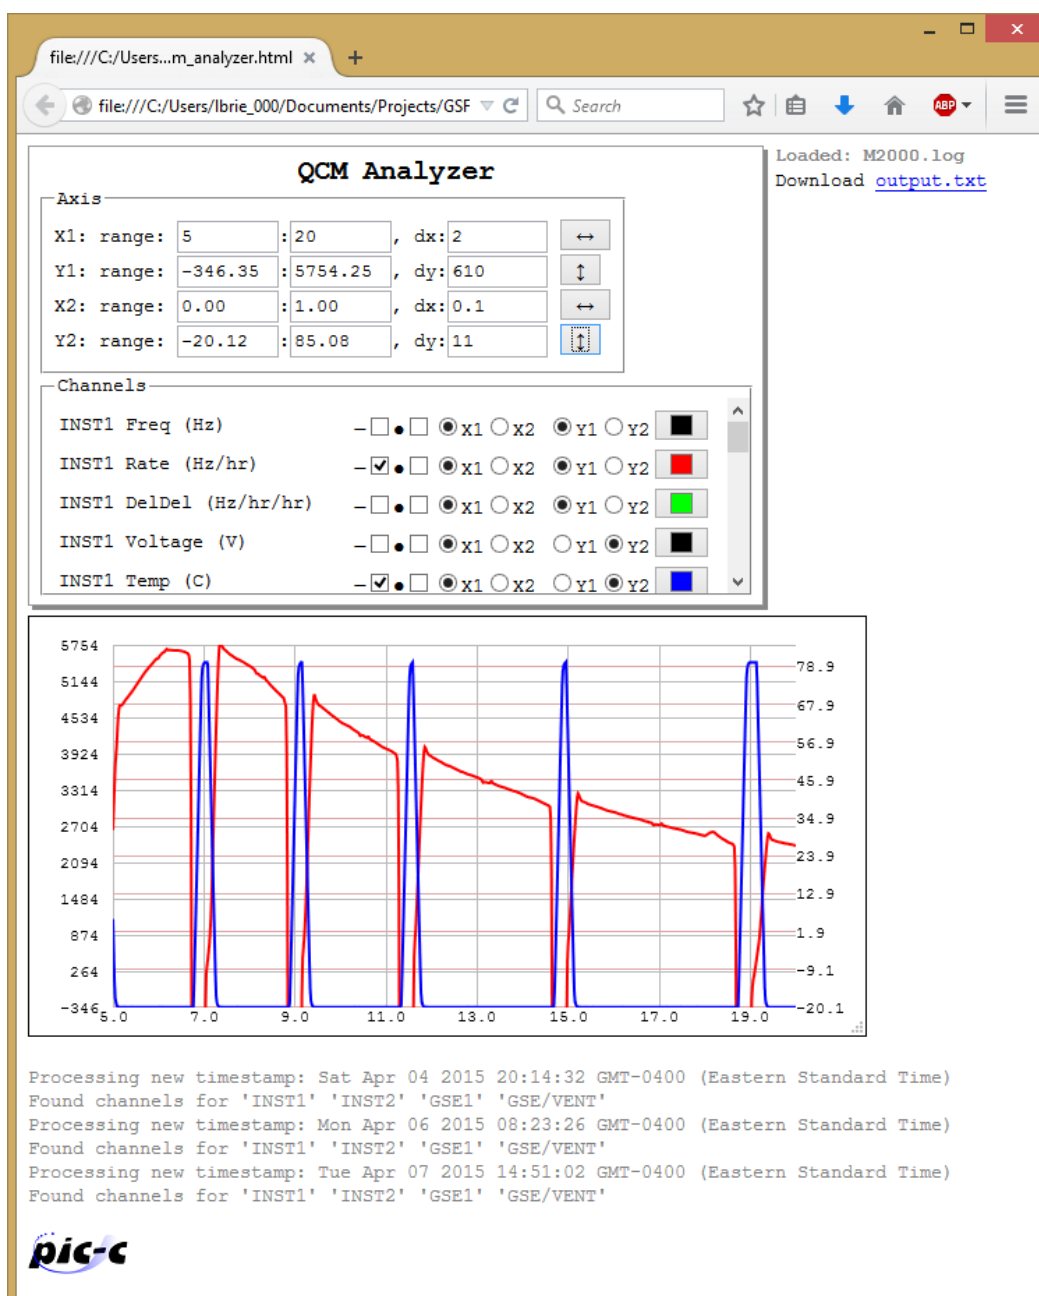 file:///C:/Users...m_analyzer.html × +
file:///C:/Users/lbrie_000/Documents/Projects/GSF Search ABP
QCM Analyzer
Loaded: M2000.log
Download output.txt
Axis
X1: range: 5 : 20 , dx: 2 ↔
Y1: range: -346.35 : 5754.25 , dy: 610 ↕
X2: range: 0.00 : 1.00 , dx: 0.1 ↔
Y2: range: -20.12 : 85.08 , dy: 11 ↕
Channels
INST1 Freq (Hz) – ● X1 X2 Y1 Y2
INST1 Rate (Hz/hr) – ● X1 X2 Y1 Y2
INST1 DelDel (Hz/hr/hr) – ● X1 X2 Y1 Y2
INST1 Voltage (V) – ● X1 X2 Y1 Y2
INST1 Temp (C) – ● X1 X2 Y1 Y2
5754
78.9
5144
67.9
4534
56.9
3924
45.9
3314
34.9
2704
23.9
2094
12.9
1484
1.9
874
-9.1
264
-20.1
-346
5.0 7.0 9.0 11.0 13.0 15.0 17.0 19.0
Processing new timestamp: Sat Apr 04 2015 20:14:32 GMT-0400 (Eastern Standard Time)
Found channels for 'INST1' 'INST2' 'GSE1' 'GSE/VENT'
Processing new timestamp: Mon Apr 06 2015 08:23:26 GMT-0400 (Eastern Standard Time)
Found channels for 'INST1' 'INST2' 'GSE1' 'GSE/VENT'
Processing new timestamp: Tue Apr 07 2015 14:51:02 GMT-0400 (Eastern Standard Time)
Found channels for 'INST1' 'INST2' 'GSE1' 'GSE/VENT'
pic-c